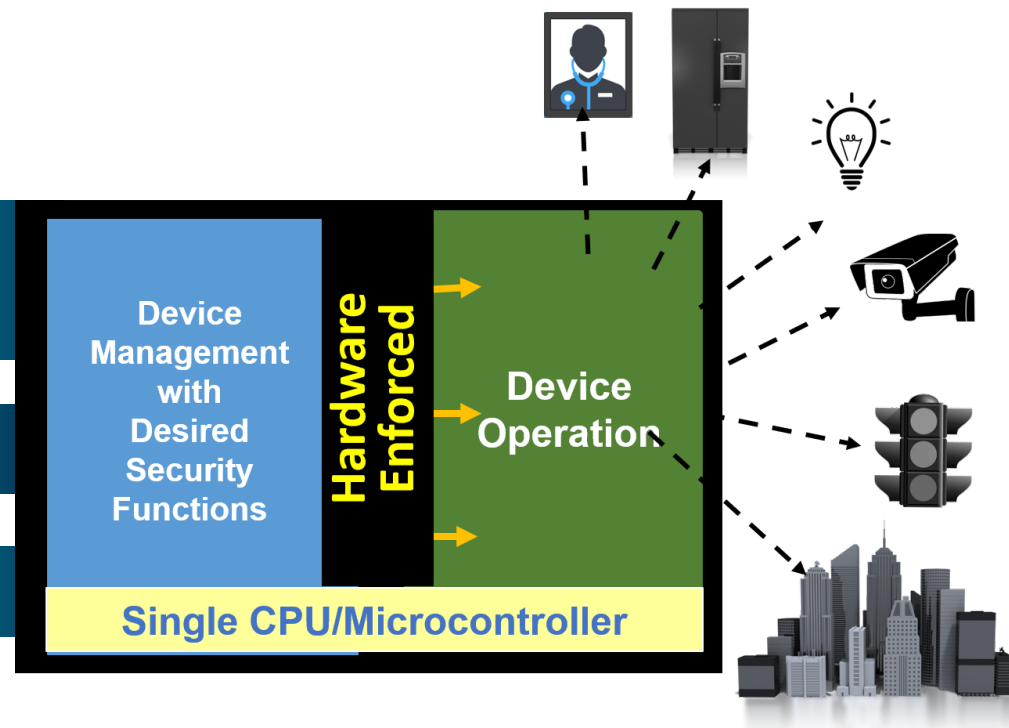 Device
Management
with
Desired
Security
Functions
Hardware
Enforced
Device
Operation
Single CPU/Microcontroller